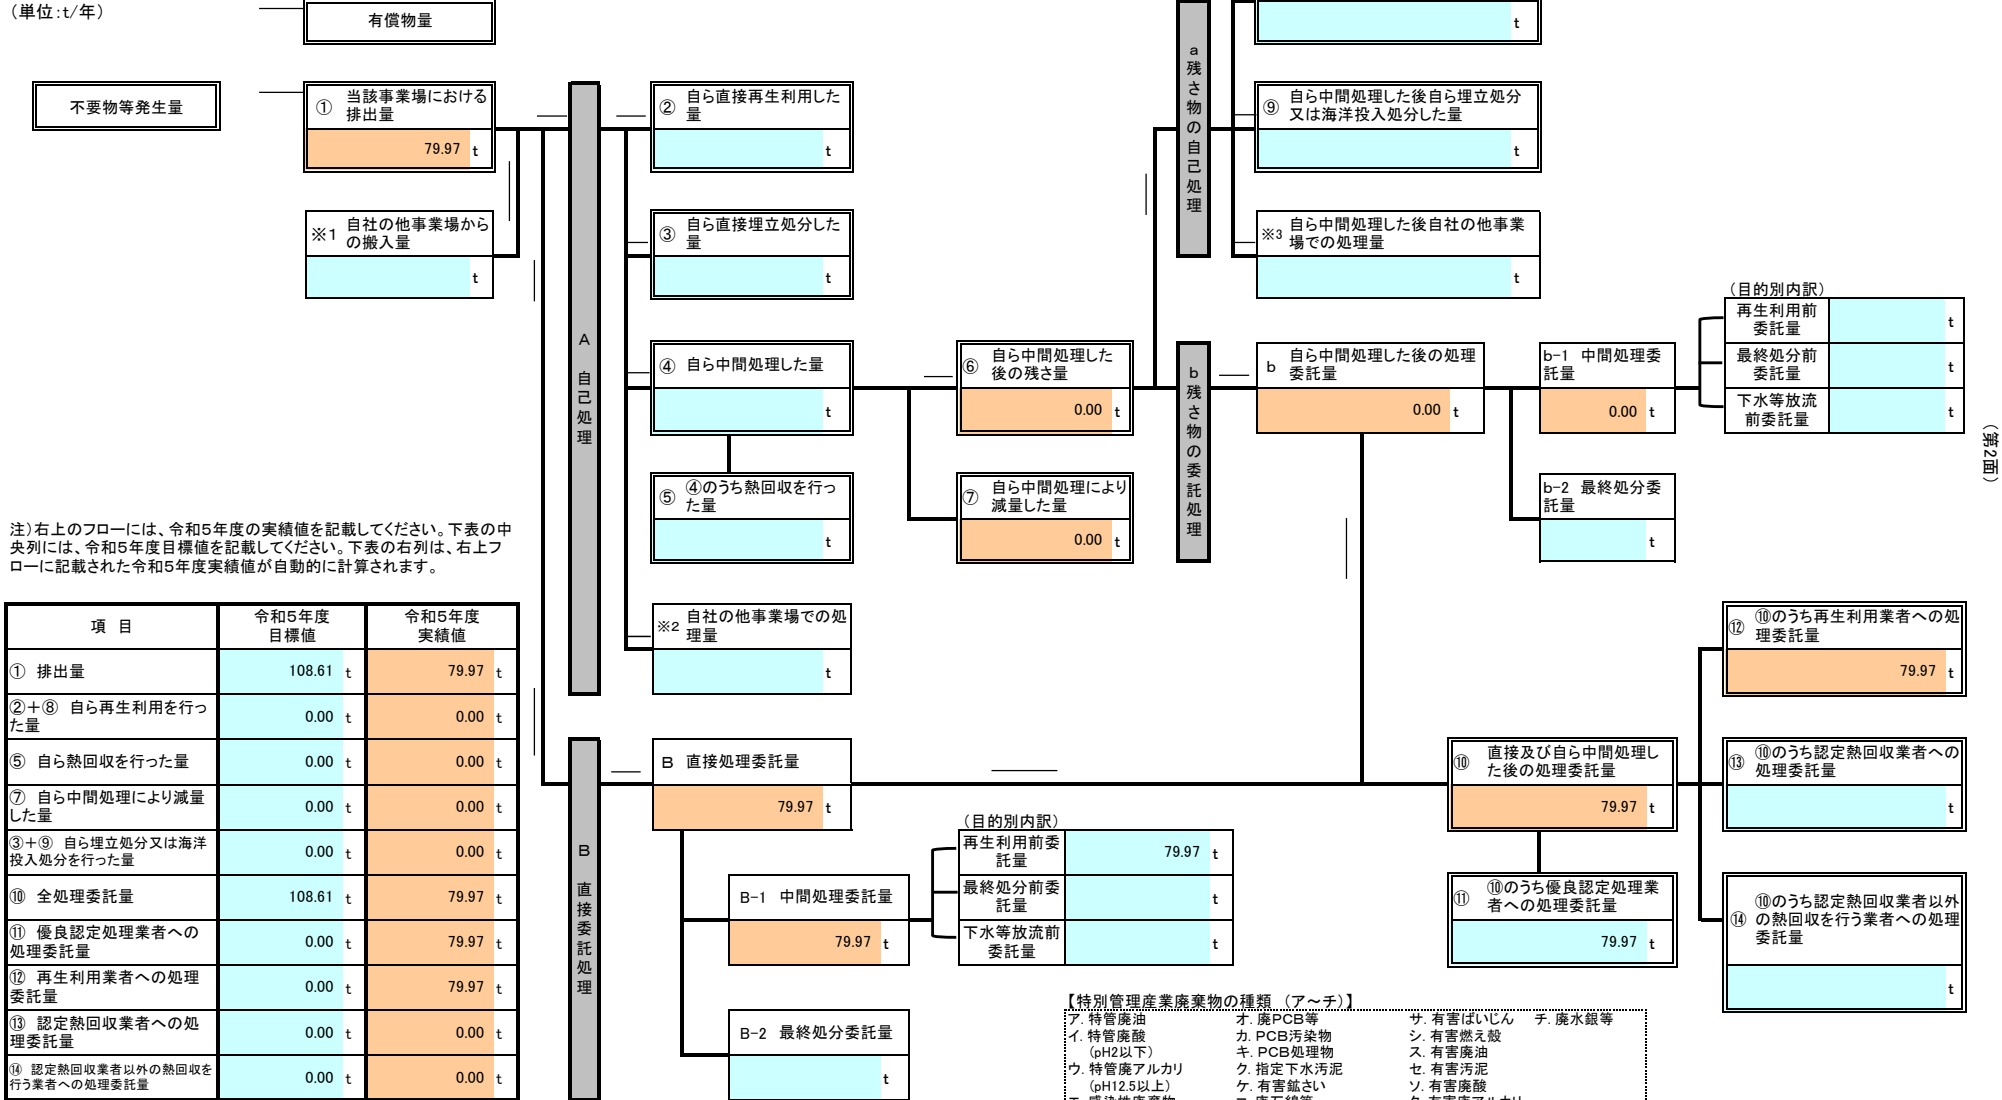 （単位:t/年）
有償物量
t
不要物等発生量
①
当該事業場における
排出量
79.97 t
※1
自社の他事業場から
の搬入量
t
A 自己処理
②
自ら直接再生利用した
量
t
③
自ら直接埋立処分した
量
t
④ 自ら中間処理した量
t
⑤
④のうち熱回収を行っ
た量
t
※2
自社の他事業場での処
理量
t
⑥
自ら中間処理した
後の残さ量
0.00 t
⑦
自ら中間処理により
減量した量
0.00 t
a残さ物の自己処理
⑨
自ら中間処理した後自ら埋立処分
又は海洋投入処分した量
t
※3
自ら中間処理した後自社の他事業
場での処理量
t
b残さ物の委託処理
b
自ら中間処理した後の処理
委託量
0.00 t
b-1 中間処理委
託量
0.00 t
b-2 最終処分委
託量
t
（目的別内訳）
再生利用前
委託量
t
最終処分前
委託量
t
下水等放流
前委託量
t
（第2面）
注）右上のフローには、令和5年度の実績値を記載してください。下表の中
央列には、令和5年度目標値を記載してください。下表の右列は、右上フ
ローに記載された令和5年度実績値が自動的に計算されます。
項 目
令和5年度
目標値
令和5年度
実績値
① 排出量 108.61 t 79.97 t
②＋⑧ 自ら再生利用を行っ
た量
0.00 t 0.00 t
⑤ 自ら熱回収を行った量 0.00 t 0.00 t
⑦ 自ら中間処理により減量
した量
0.00 t 0.00 t
③＋⑨ 自ら埋立処分又は海洋
投入処分を行った量
0.00 t 0.00 t
⑩ 全処理委託量 108.61 t 79.97 t
⑪ 優良認定処理業者への
処理委託量
0.00 t 79.97 t
⑫ 再生利用業者への処理
委託量
0.00 t 79.97 t
⑬ 認定熱回収業者への処
理委託量
0.00 t 0.00 t
⑭ 認定熱回収業者以外の熱回収を
行う業者への処理委託量
0.00 t 0.00 t
B 直接委託処理
B 直接処理委託量
79.97 t
B-1 中間処理委託量
79.97 t
B-2 最終処分委託量
t
（目的別内訳）
再生利用前委
託量
79.97 t
最終処分前委
託量
t
下水等放流前
委託量
t
⑩
直接及び自ら中間処理し
た後の処理委託量
79.97 t
⑪
⑩のうち優良認定処理業
者への処理委託量
79.97 t
⑫
⑩のうち再生利用業者への処
理委託量
79.97 t
⑬
⑩のうち認定熱回収業者への
処理委託量
t
⑭
⑩のうち認定熱回収業者以外
の熱回収を行う業者への処理
委託量
t
【特別管理産業廃棄物の種類 （ア～チ）】
ア. 特管廃油 オ. 廃PCB等 サ. 有害ばいじん チ. 廃水銀等
イ. 特管廃酸 カ. PCB汚染物 シ. 有害燃え殻
（pH2以下） キ. PCB処理物 ス. 有害廃油
ウ. 特管廃アルカリ ク. 指定下水汚泥 セ. 有害汚泥
（pH12.5以上） ケ. 有害鉱さい ソ. 有害廃酸